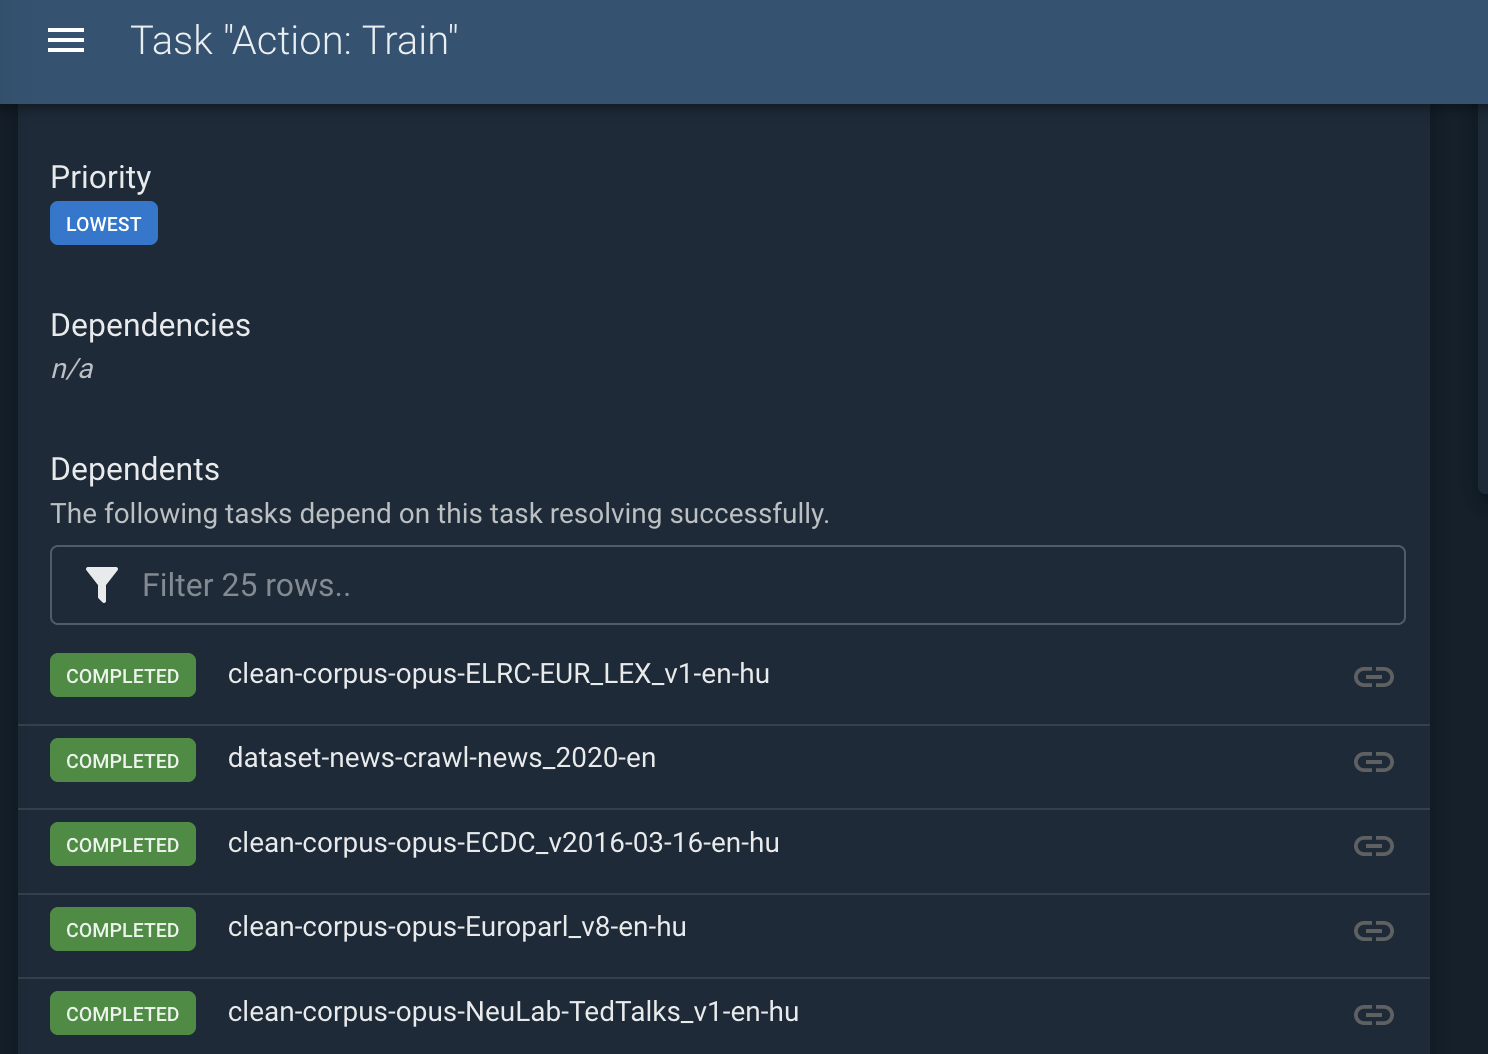 Task "Action: Train"
Priority
LOWEST
Dependencies
n/a
Dependents
The following tasks depend on this task resolving successfully.
Filter 25 rows..
COMPLETED clean-corpus-opus-ELRC-EUR_LEX_v1-en-hu
COMPLETED dataset-news-crawl-news_2020-en
COMPLETED clean-corpus-opus-ECDC_v2016-03-16-en-hu
COMPLETED clean-corpus-opus-Europarl_v8-en-hu
COMPLETED clean-corpus-opus-NeuLab-TedTalks_v1-en-hu